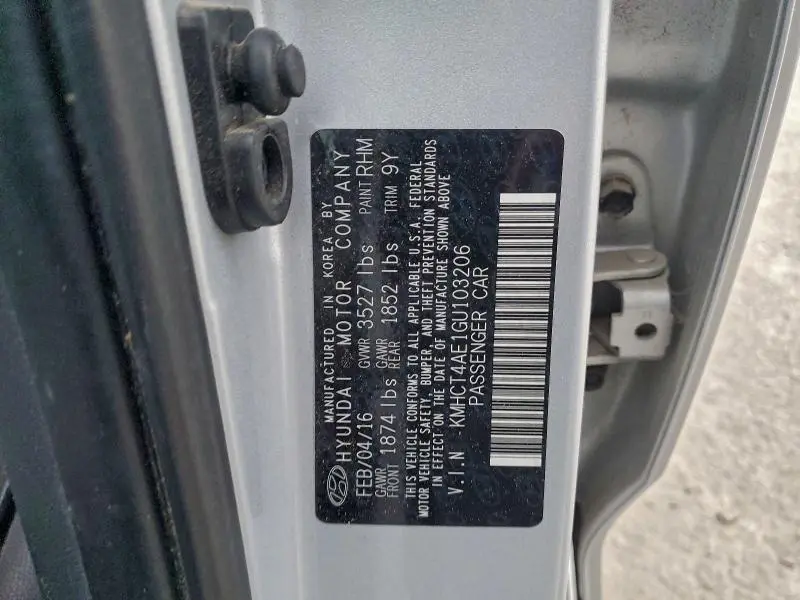 MANUFACTURED IN KOREA BY
HYUNDAI MOTOR COMPANY
FEB/04/16 GVWR 3527 lbs PAINT RHM
GAWR FRONT 1874 lbs GAWR REAR 1852 lbs TRIM 9Y
THIS VEHICLE CONFORMS TO ALL APPLICABLE U.S.A. FEDERAL
MOTOR VEHICLE SAFETY, BUMPER, AND THEFT PREVENTION STANDARDS
IN EFFECT ON THE DATE OF MANUFACTURE SHOWN ABOVE
V.I.N KMHCT4AE1GU103206
PASSENGER CAR